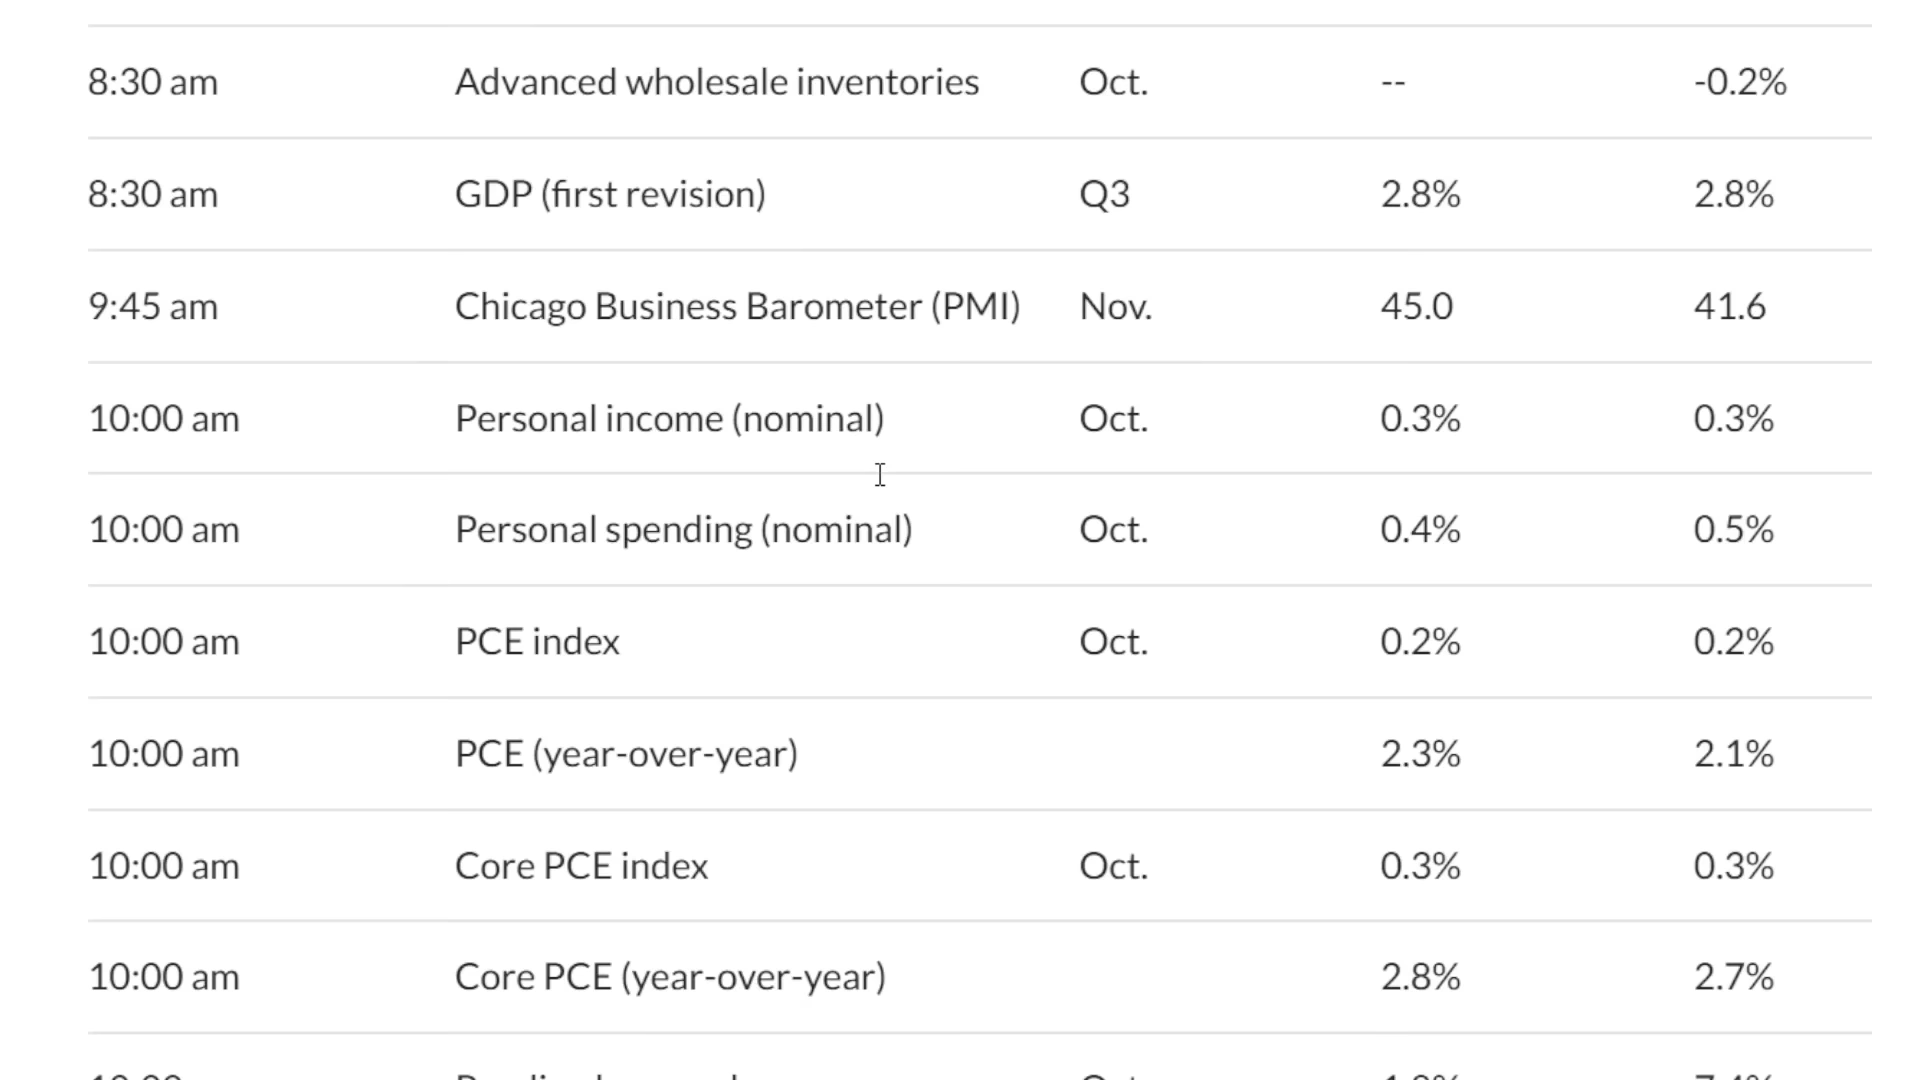 8:30 am Advanced wholesale inventories Oct. -- -0.2%
8:30 am GDP (first revision) Q3 2.8% 2.8%
9:45 am Chicago Business Barometer (PMI) Nov. 45.0 41.6
10:00 am Personal income (nominal) Oct. 0.3% 0.3%
10:00 am Personal spending (nominal) Oct. 0.4% 0.5%
10:00 am PCE index Oct. 0.2% 0.2%
10:00 am PCE (year-over-year) 2.3% 2.1%
10:00 am Core PCE index Oct. 0.3% 0.3%
10:00 am Core PCE (year-over-year) 2.8% 2.7%